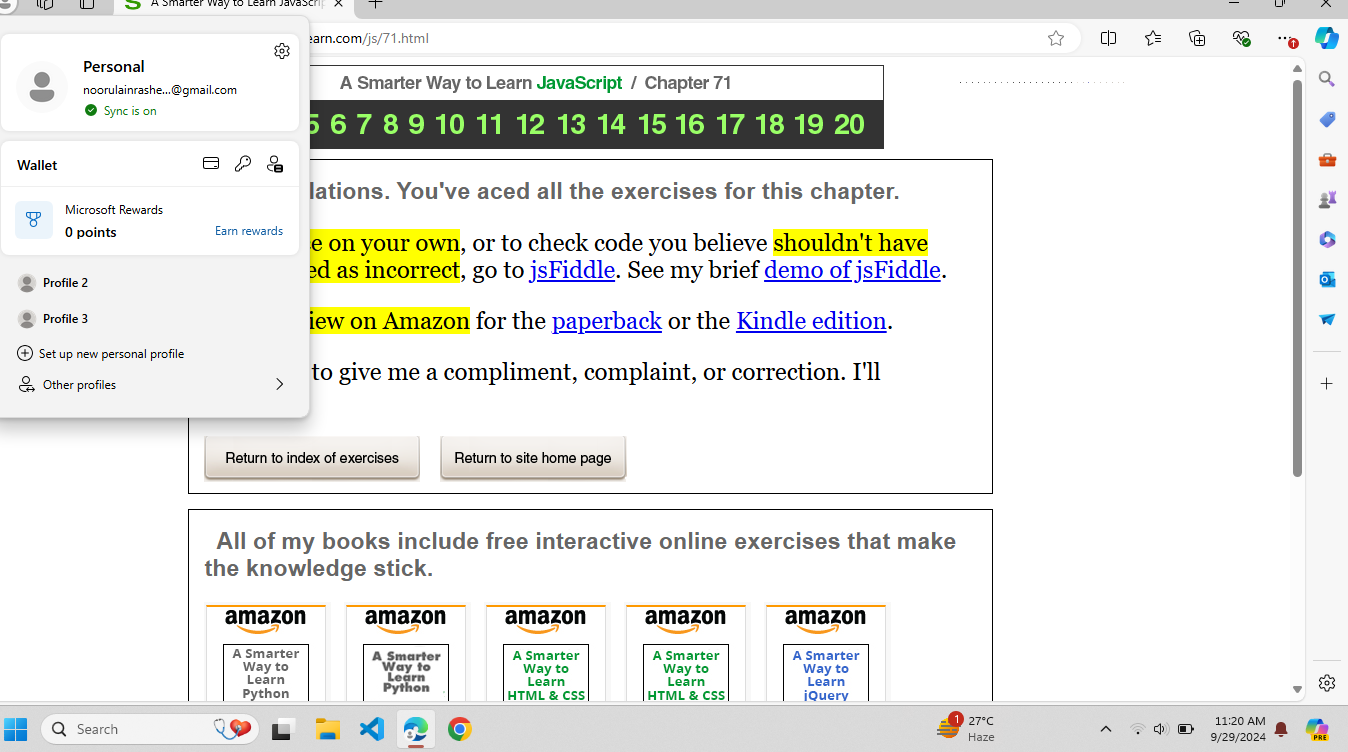 A Smarter Way to Learn JavaScrip
Personal
noorulainrashe...@gmail.com
Sync is on
Wallet
Microsoft Rewards
0 points
Earn rewards
Profile 2
Profile 3
Set up new personal profile
Other profiles
earn.com/js/71.html
A Smarter Way to Learn JavaScript / Chapter 71
5 6 7 8 9 10 11 12 13 14 15 16 17 18 19 20
lations. You've aced all the exercises for this chapter.
e on your own, or to check code you believe shouldn't have
ed as incorrect, go to jsFiddle. See my brief demo of jsFiddle.
iew on Amazon for the paperback or the Kindle edition.
to give me a compliment, complaint, or correction. I'll
Return to index of exercises
Return to site home page
All of my books include free interactive online exercises that make
the knowledge stick.
amazon
A Smarter
Way to
Learn
Python
amazon
A Smarter
Way to
Learn
Python
amazon
A Smarter
Way to
Learn
HTML & CSS
amazon
A Smarter
Way to
Learn
HTML & CSS
amazon
A Smarter
Way to
Learn
jQuery
Search
1
27°C
Haze
11:20 AM
9/29/2024
PRE